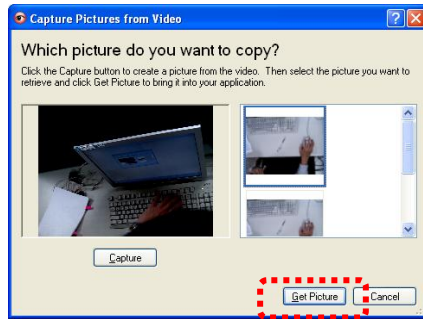 Capture Pictures from Video
Which picture do you want to copy?
Click the Capture button to create a picture from the video. Then select the picture you want to
retrieve and click Get Picture to bring it into your application.
Capture
Get Picture
Cancel